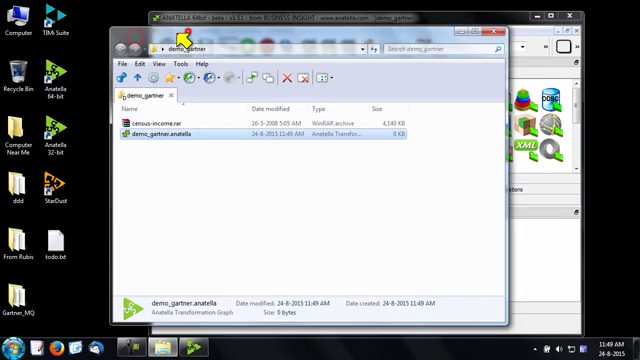 ANATELLA 64bit - beta - v1.52 - from BUSINESS-INSIGHT - www.anatella.com - [demo_gartner]
Computer
TIMi Suite
Recycle Bin
Anatella
64-bit
Computer
Near Me
Anatella
32-bit
ddd
StarDust
From Rubis
todo.txt
Gartner_MQ
demo_gartner
Search demo_gartner
File Edit View Tools Help
demo_gartner
Name Date modified Type Size
census-income.rar 16-5-2008 5:05 AM WinRAR archive 4,140 KB
demo_gartner.anatella 24-8-2015 11:49 AM Anatella Transfor... 0 KB
ODBC
XML
demo_gartner.anatella Date modified: 24-8-2015 11:49 AM Date created: 24-8-2015 11:49 AM
Anatella Transformation Graph Size: 0 bytes
11:49 AM
24-8-2015